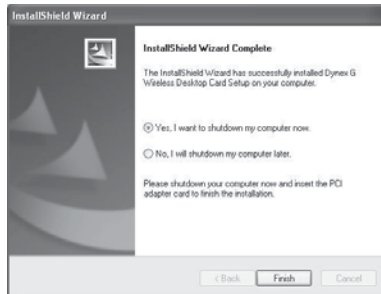 InstallShield Wizard
InstallShield Wizard Complete
The InstallShield Wizard has successfully installed Dynex G
Wireless Desktop Card Setup on your computer.
Yes, I want to shutdown my computer now.
No, I will shutdown my computer later.
Please shutdown your computer now and insert the PCI
adapter card to finish the installation.
< Back
Finish
Cancel